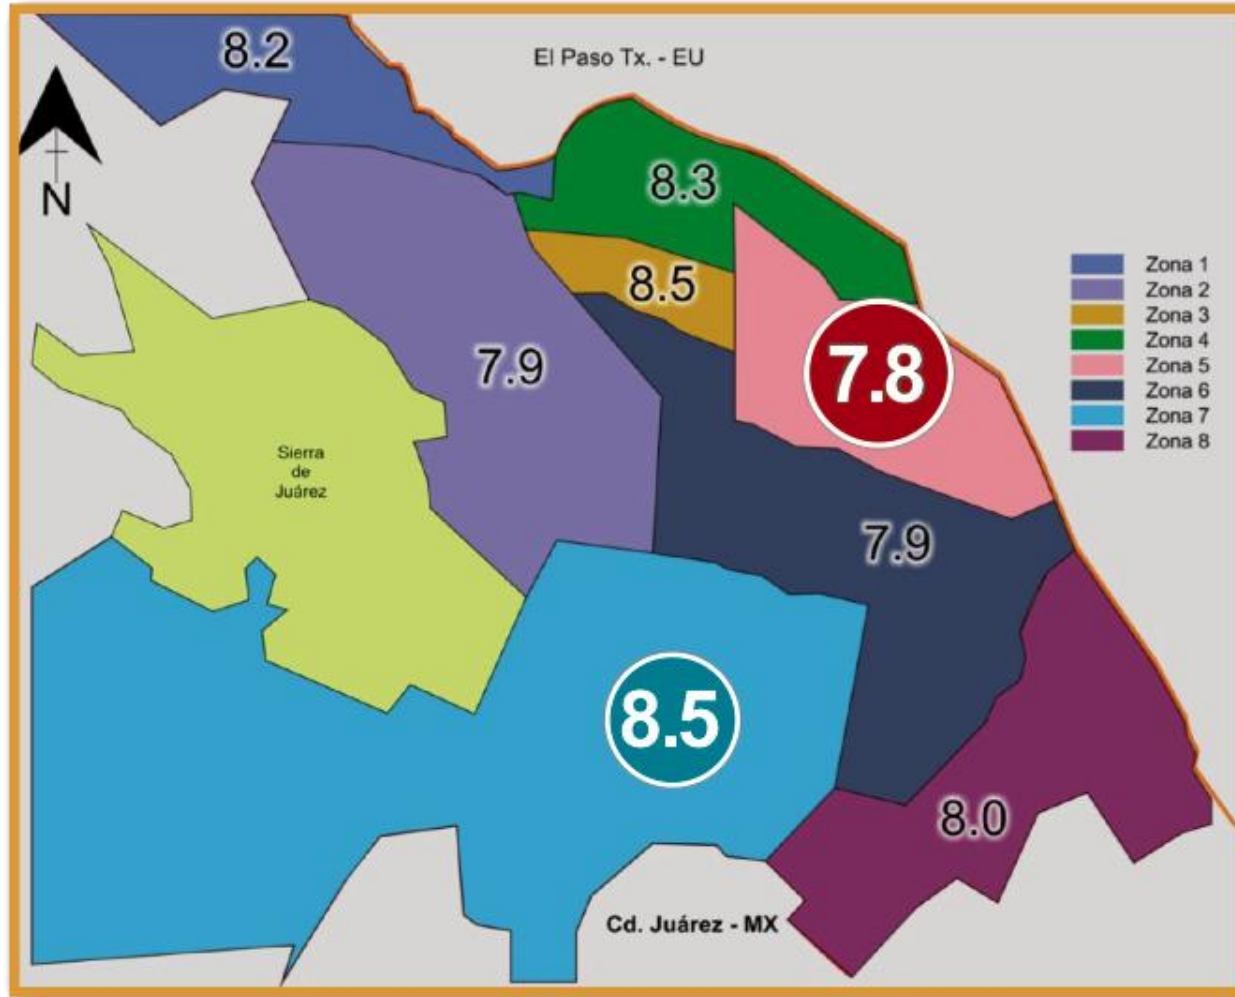 8.2
El Paso Tx. - EU
N
8.3
8.5
7.9
7.8
Zona 1
Zona 2
Zona 3
Zona 4
Zona 5
Zona 6
Zona 7
Zona 8
Sierra
de
Juárez
7.9
8.5
8.0
Cd. Juárez - MX